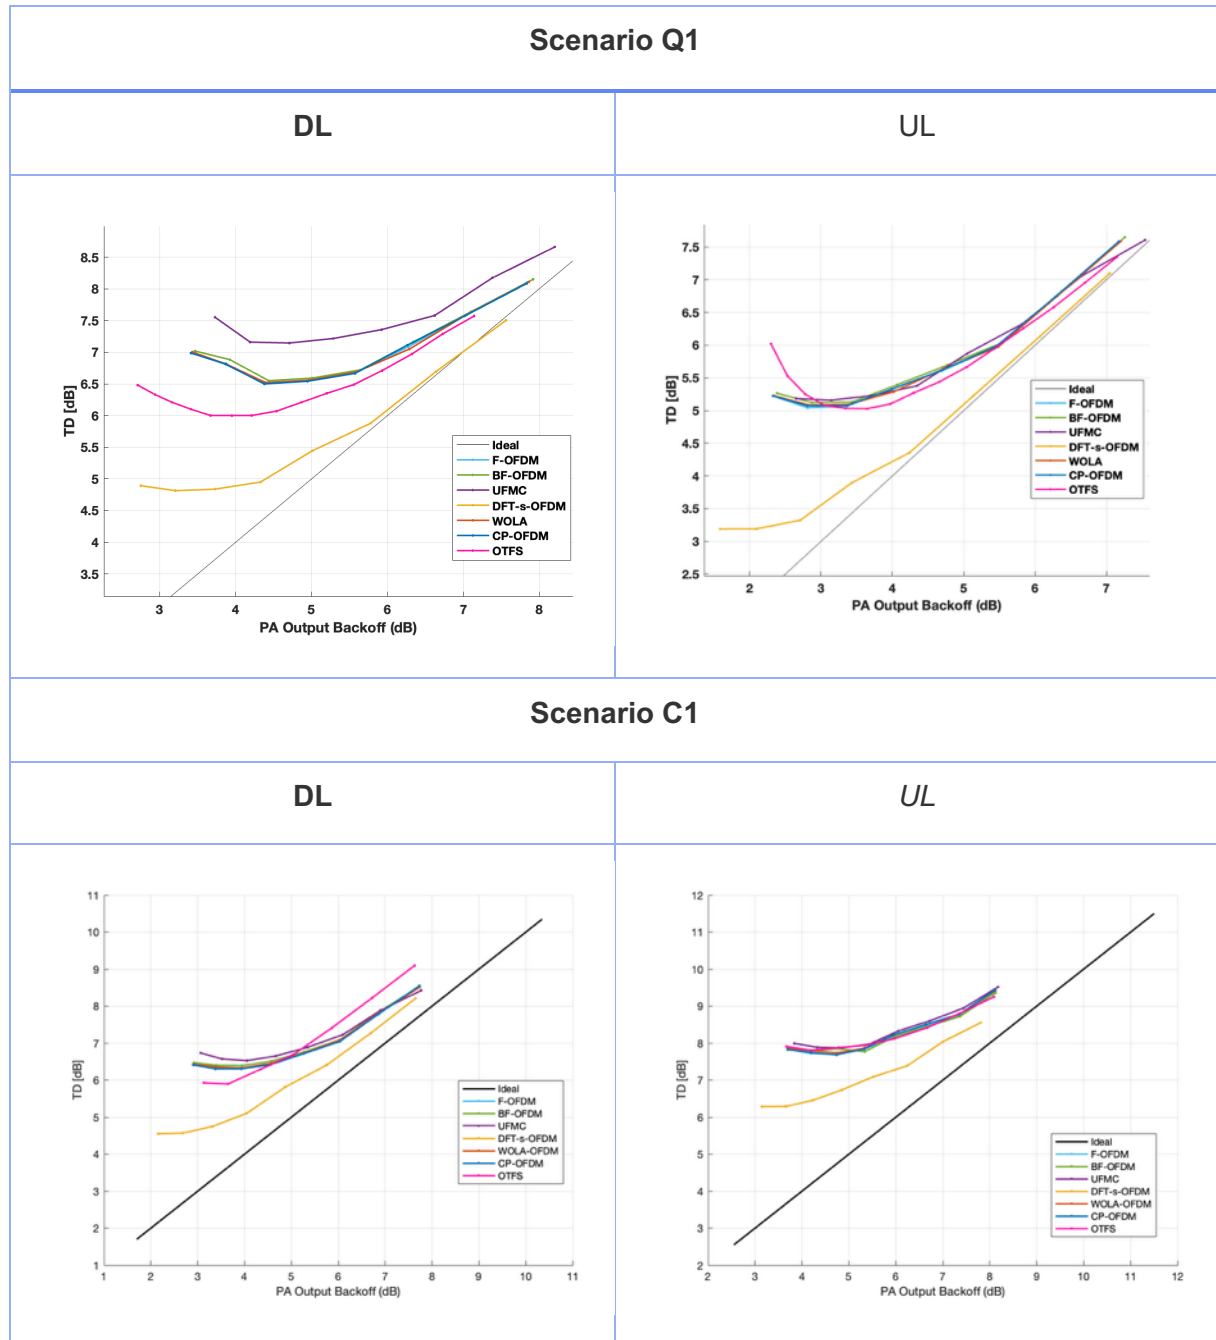 Scenario Q1
DL
UL
8.5
8
7.5
7
6.5
6
5.5
5
4.5
4
3.5
TD [dB]
3 4 5 6 7 8
PA Output Backoff (dB)
Ideal
F-OFDM
BF-OFDM
UFMC
DFT-s-OFDM
WOLA
CP-OFDM
OTFS
7.5
7
6.5
6
5.5
5
4.5
4
3.5
3
2.5
TD [dB]
2 3 4 5 6 7
PA Output Backoff (dB)
Ideal
F-OFDM
BF-OFDM
UFMC
DFT-s-OFDM
WOLA
CP-OFDM
OTFS
Scenario C1
DL
UL
11
10
9
8
7
6
5
4
3
2
1
TD [dB]
1 2 3 4 5 6 7 8 9 10 11
PA Output Backoff (dB)
Ideal
F-OFDM
BF-OFDM
UFMC
DFT-s-OFDM
WOLA-OFDM
CP-OFDM
OTFS
12
11
10
9
8
7
6
5
4
3
2
TD [dB]
2 3 4 5 6 7 8 9 10 11 12
PA Output Backoff (dB)
Ideal
F-OFDM
BF-OFDM
UFMC
DFT-s-OFDM
WOLA-OFDM
CP-OFDM
OTFS